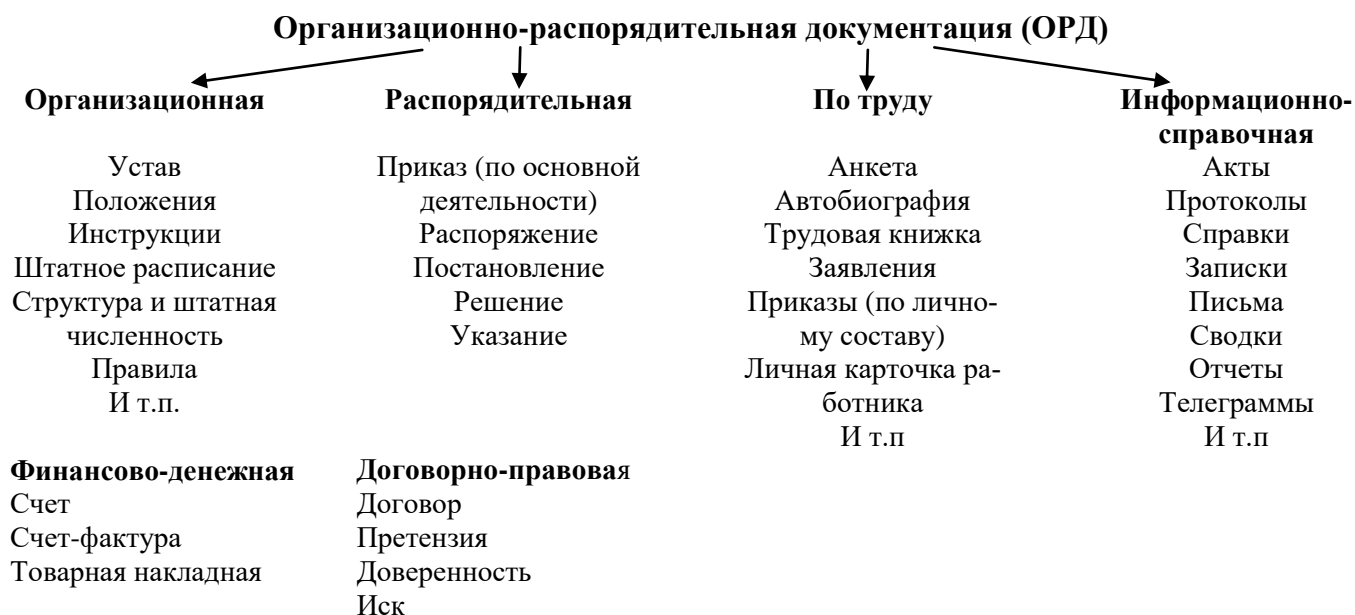 Организационно-распорядительная документация (ОРД)
Организационная
Устав
Положения
Инструкции
Штатное расписание
Структура и штатная
численность
Правила
И т.п.
Распорядительная
Приказ (по основной
деятельности)
Распоряжение
Постановление
Решение
Указание
По труду
Анкета
Автобиография
Трудовая книжка
Заявления
Приказы (по лично-
му составу)
Личная карточка ра-
ботника
И т.п
Информационно-
справочная
Акты
Протоколы
Справки
Записки
Письма
Сводки
Отчеты
Телеграммы
И т.п
Финансово-денежная
Счет
Счет-фактура
Товарная накладная
Договорно-правовая
Договор
Претензия
Доверенность
Иск